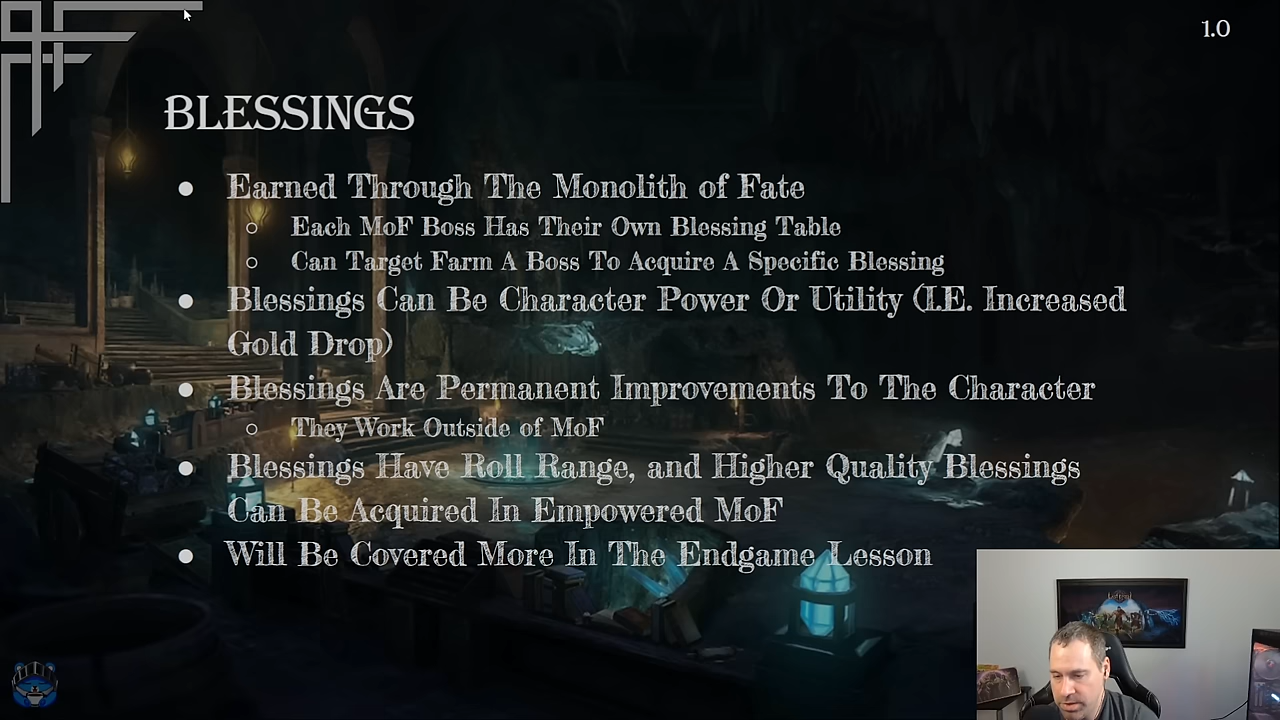 1.0
BLESSINGS
Earned Through The Monolith of Fate
Each MoF Boss Has Their Own Blessing Table
Can Target Farm A Boss To Acquire A Specific Blessing
Blessings Can Be Character Power Or Utility (I.E. Increased
Gold Drop)
Blessings Are Permanent Improvements To The Character
They Work Outside of MoF
Blessings Have Roll Range, and Higher Quality Blessings
Can Be Acquired In Empowered MoF
Will Be Covered More In The Endgame Lesson